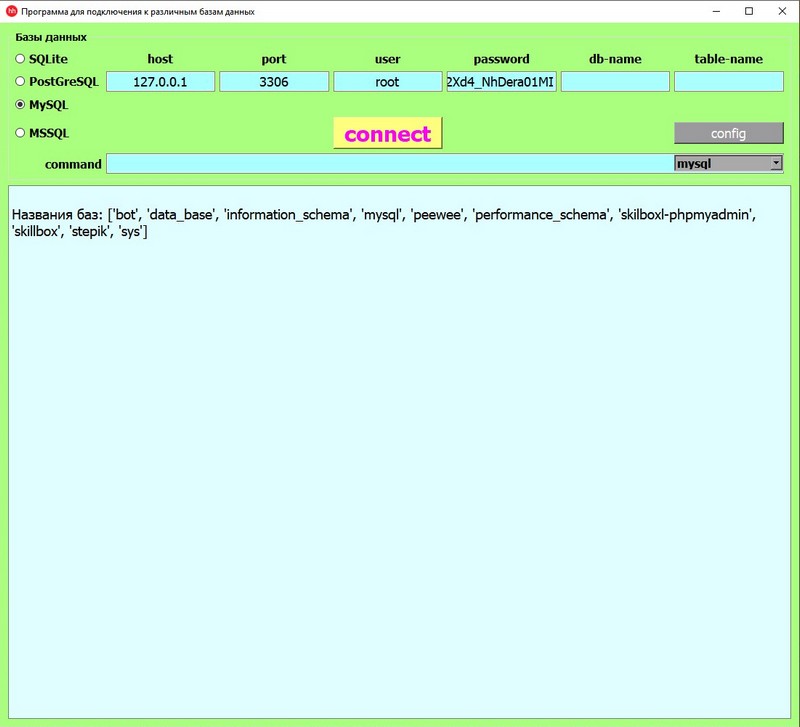 hh Программа для подключения к различным базам данных
Базы данных
SQLite host port user password db-name table-name
PostGreSQL 127.0.0.1 3306 root 2Xd4_NhDera01MI
MySQL
MSSQL connect config
command mysql
Названия баз: ['bot', 'data_base', 'information_schema', 'mysql', 'peewee', 'performance_schema', 'skilboxl-phpmyadmin',
'skillbox', 'stepik', 'sys']